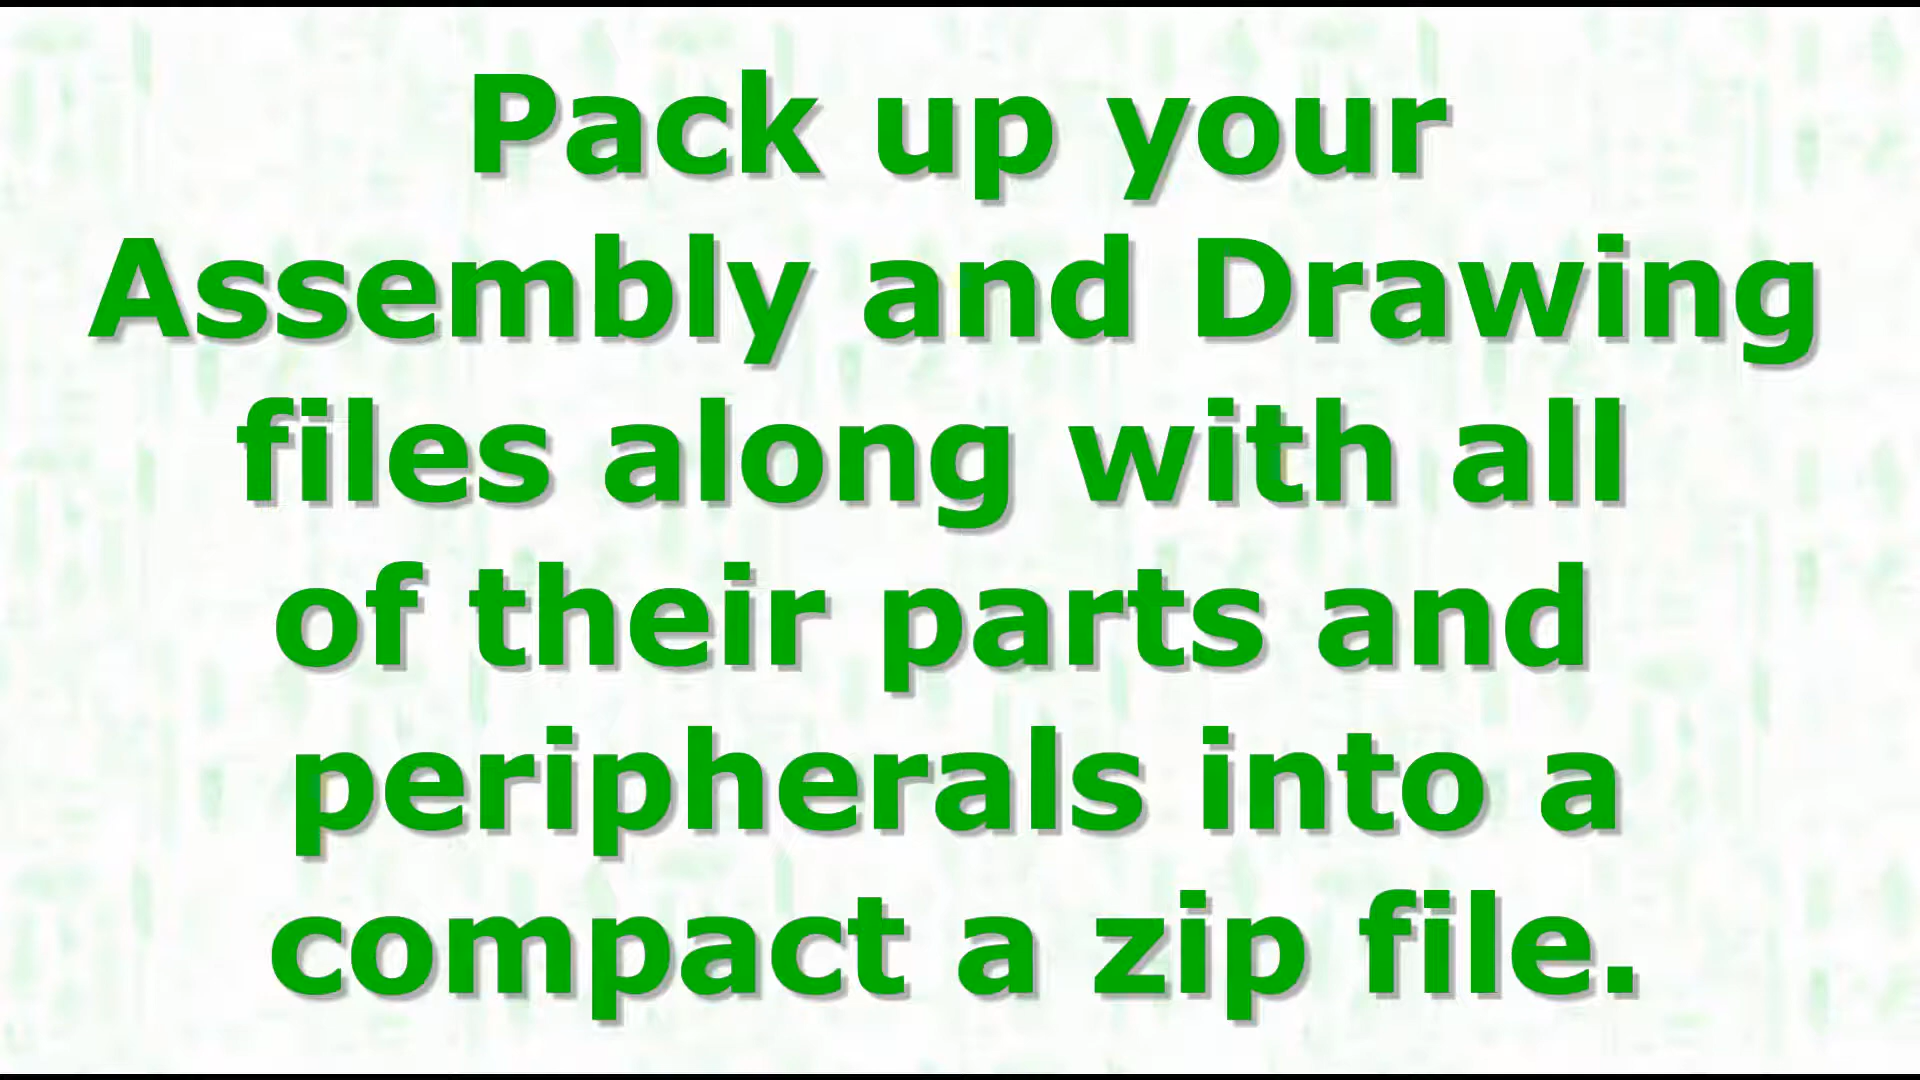 Pack up your
Assembly and Drawing
files along with all
of their parts and
peripherals into a
compact a zip file.